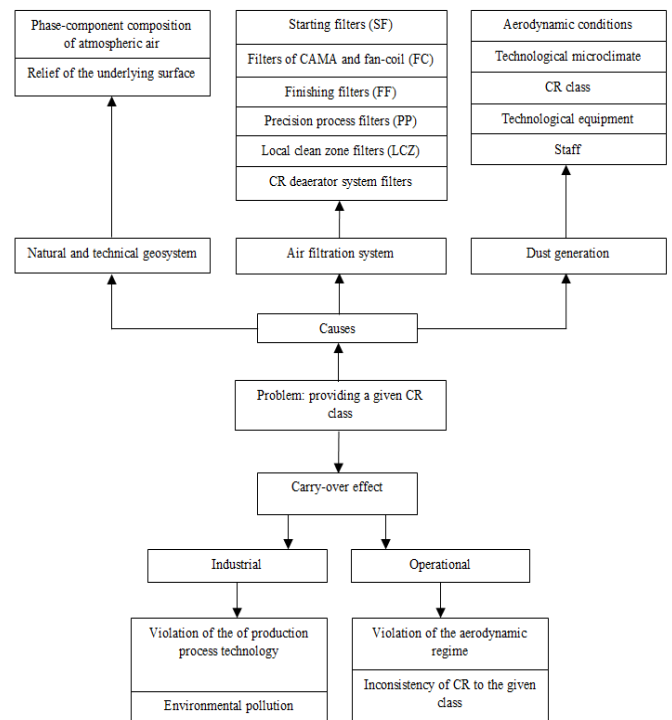 Phase-component composition
of atmospheric air
Relief of the underlying surface
Starting filters (SF)
Filters of CAMA and fan-coil (FC)
Finishing filters (FF)
Precision process filters (PP)
Local clean zone filters (LCZ)
CR deaerator system filters
Aerodynamic conditions
Technological microclimate
CR class
Technological equipment
Staff
Natural and technical geosystem
Air filtration system
Dust generation
Causes
Problem: providing a given CR
class
Carry-over effect
Industrial
Operational
Violation of the of production
process technology
Environmental pollution
Violation of the aerodynamic
regime
Inconsistency of CR to the given
class